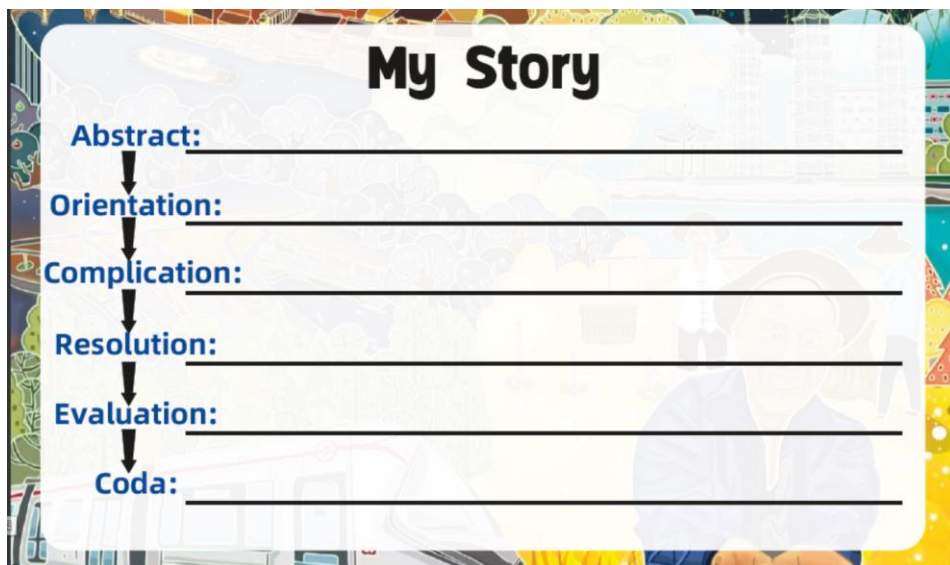 My Story
Abstract:
Orientation:
Complication:
Resolution:
Evaluation:
Coda: